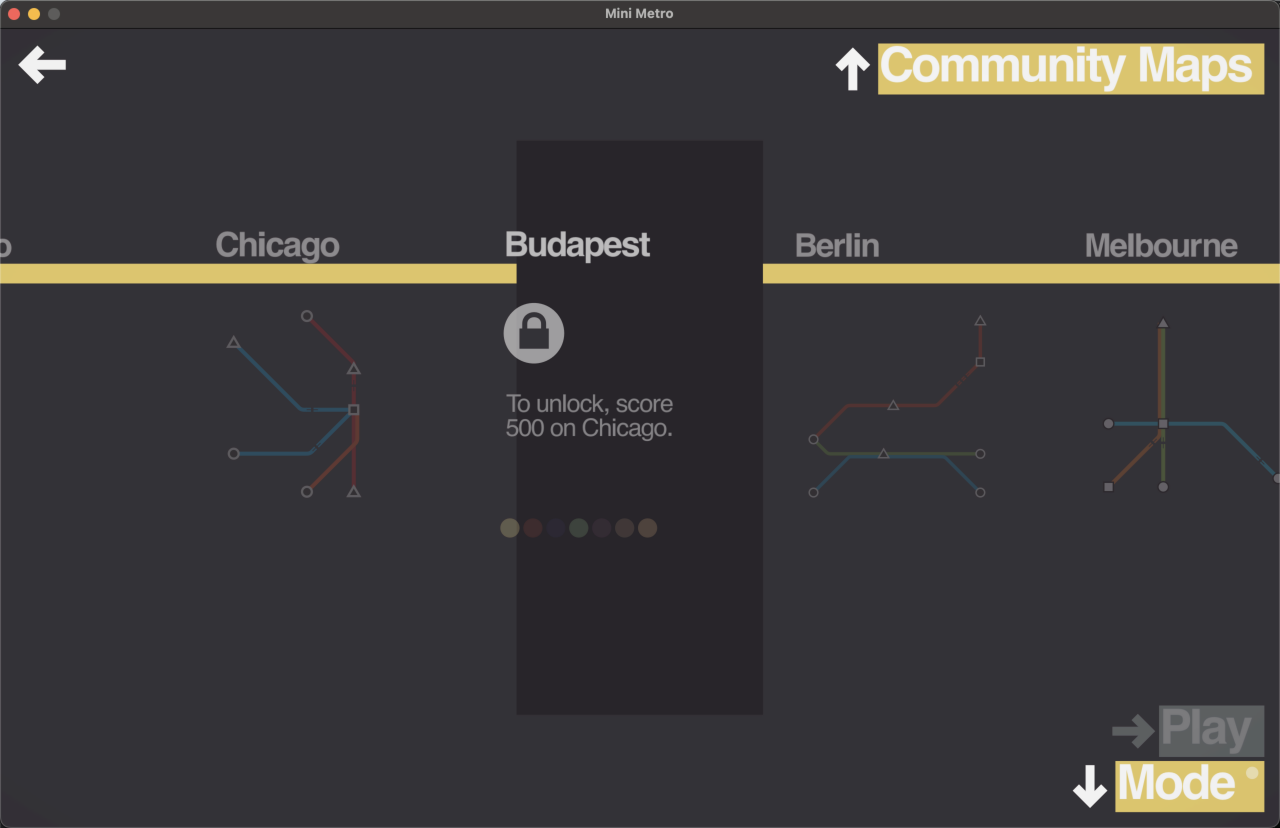 Mini Metro
Community Maps
o
Chicago
Budapest
Berlin
Melbourne
To unlock, score
500 on Chicago.
Play
Mode